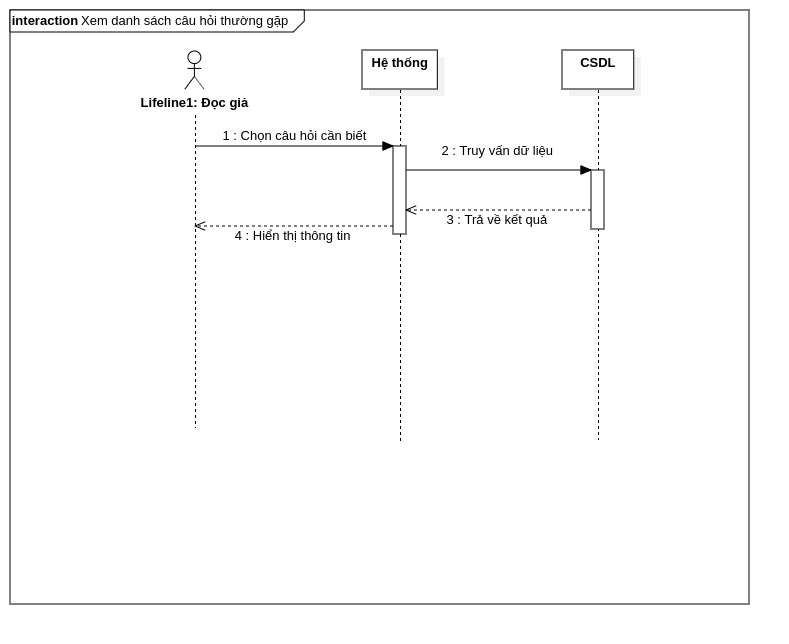 interaction Xem danh sách câu hỏi thường gặp
Hệ thống
CSDL
Lifeline1: Đọc giả
1 : Chọn câu hỏi cần biết
2 : Truy vấn dữ liệu
3 : Trả về kết quả
4 : Hiển thị thông tin